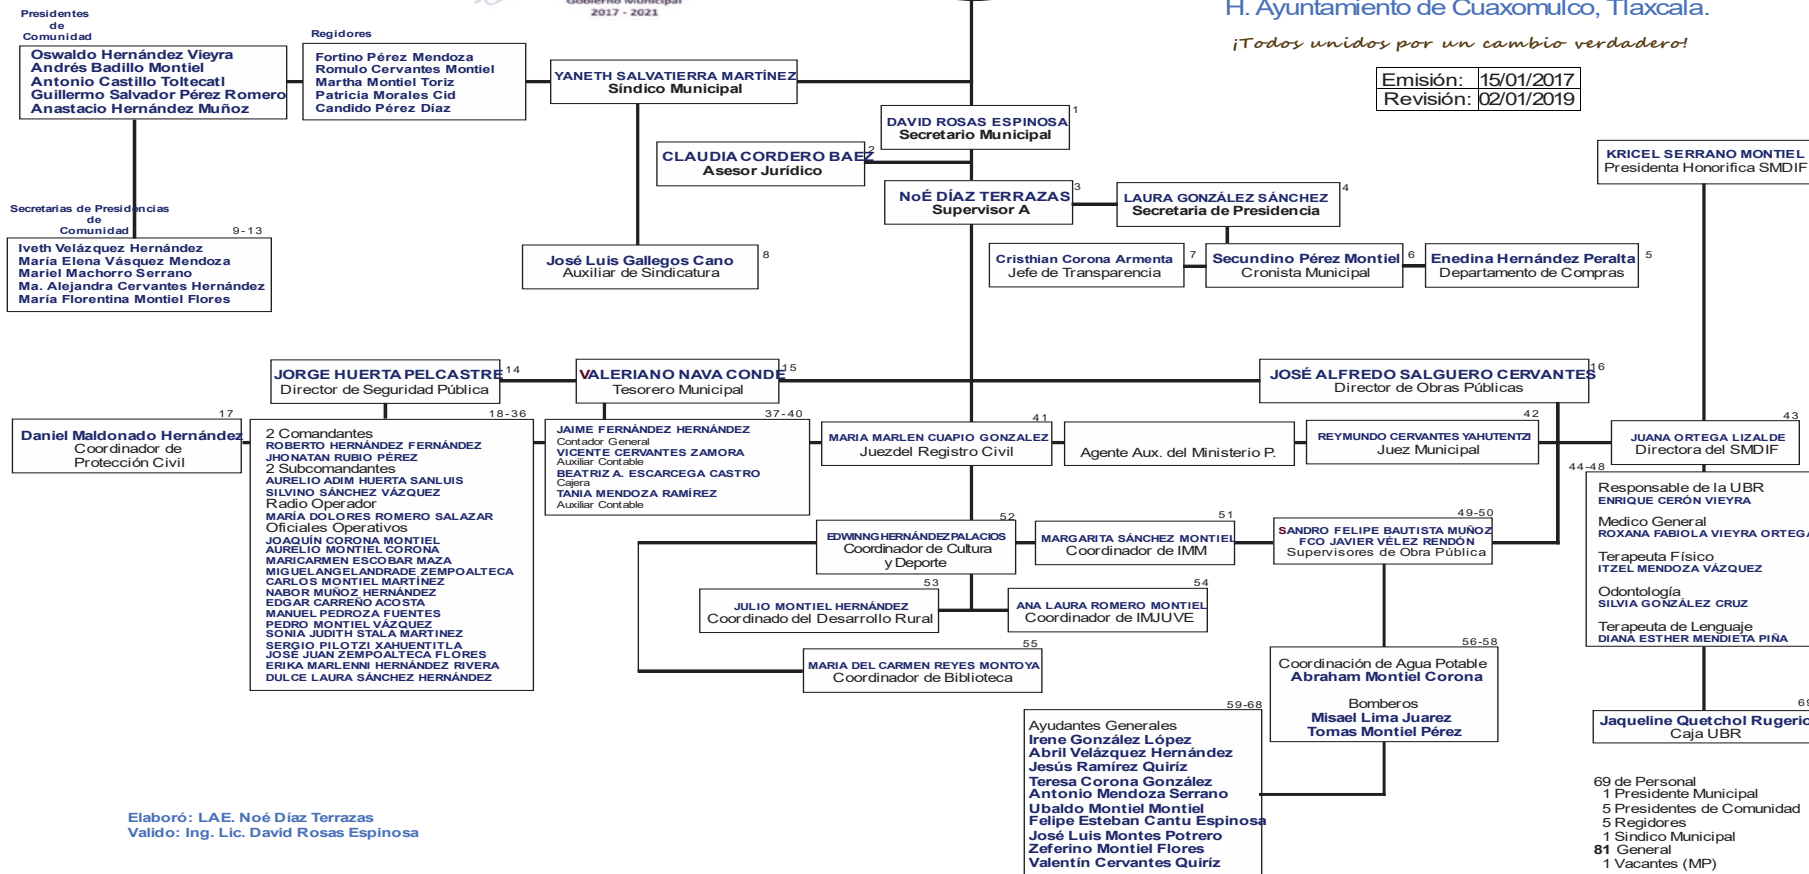 Gobierno Municipal
2017 - 2021
H. Ayuntamiento de Cuaxomulco, Tlaxcala.
¡Todos unidos por un cambio verdadero!
Emisión: 15/01/2017
Revisión: 02/01/2019
Presidentes
de
Comunidad
Oswaldo Hernández Vieyra
Andrés Badillo Montiel
Antonio Castillo Toltecatl
Guillermo Salvador Pérez Romero
Anastacio Hernández Muñoz
Regidores
Fortino Pérez Mendoza
Romulo Cervantes Montiel
Martha Montiel Toriz
Patricia Morales Cid
Candido Pérez Díaz
YANETH SALVATIERRA MARTÍNEZ
Síndico Municipal
1
DAVID ROSAS ESPINOSA
Secretario Municipal
2
CLAUDIA CORDERO BAEZ
Asesor Jurídico
3
NoÉ DÍAZ TERRAZAS
Supervisor A
4
LAURA GONZÁLEZ SÁNCHEZ
Secretaria de Presidencia
KRICEL SERRANO MONTIEL
Presidenta Honorifica SMDIF
Secretarias de Presidencias
de
Comunidad
9-13
Iveth Velázquez Hernández
María Elena Vásquez Mendoza
Mariel Machorro Serrano
Ma. Alejandra Cervantes Hernández
María Florentina Montiel Flores
José Luis Gallegos Cano
Auxiliar de Sindicatura
8
Cristhian Corona Armenta
Jefe de Transparencia
7
Secundino Pérez Montiel
Cronista Municipal
6
Enedina Hernández Peralta
Departamento de Compras
5
JORGE HUERTA PELCASTRE
Director de Seguridad Pública
14
VALERIANO NAVA CONDE
Tesorero Municipal
15
JOSÉ ALFREDO SALGUERO CERVANTES
Director de Obras Públicas
16
17
Daniel Maldonado Hernández
Coordinador de
Protección Civil
18-36
2 Comandantes
ROBERTO HERNÁNDEZ FERNÁNDEZ
JHONATAN RUBIO PÉREZ
2 Subcomandantes
AURELIO ADIM HUERTA SANLUIS
SILVINO SÁNCHEZ VÁZQUEZ
Radio Operador
MARÍA DOLORES ROMERO SALAZAR
Oficiales Operativos
JOAQUÍN CORONA MONTIEL
AURELIO MONTIEL CORONA
MARICARMEN ESCOBAR MAZA
MIGUELANGELANDRADE ZEMPOALTECA
CARLOS MONTIEL MARTÍNEZ
NABOR MUÑOZ HERNÁNDEZ
EDGAR CARREÑO ACOSTA
MANUEL PEDROZA FUENTES
PEDRO MONTIEL VÁZQUEZ
SONIA JUDITH STALA MARTINEZ
SERGIO PILOTZI XAHUENTITLA
JOSÉ JUAN ZEMPOALTECA FLORES
ERIKA MARLENNI HERNÁNDEZ RIVERA
DULCE LAURA SÁNCHEZ HERNÁNDEZ
37-40
JAIME FERNÁNDEZ HERNÁNDEZ
Contador General
VICENTE CERVANTES ZAMORA
Auxiliar Contable
BEATRIZ A. ESCARCEGA CASTRO
Cajera
TANIA MENDOZA RAMÍREZ
Auxiliar Contable
41
MARIA MARLEN CUAPIO GONZALEZ
Juezdel Registro Civil
Agente Aux. del Ministerio P.
42
REYMUNDO CERVANTES YAHUTENTZI
Juez Municipal
43
JUANA ORTEGA LIZALDE
Directora del SMDIF
44-48
Responsable de la UBR
ENRIQUE CERÓN VIEYRA
Medico General
ROXANA FABIOLA VIEYRA ORTEGA
Terapeuta Físico
ITZEL MENDOZA VÁZQUEZ
Odontología
SILVIA GONZÁLEZ CRUZ
Terapeuta de Lenguaje
DIANA ESTHER MENDIETA PIÑA
52
EDWINNG HERNÁNDEZ PALACIOS
Coordinador de Cultura
y Deporte
51
MARGARITA SÁNCHEZ MONTIEL
Coordinador de IMM
49-50
SANDRO FELIPE BAUTISTA MUÑOZ
FCO JAVIER VÉLEZ RENDÓN
Supervisores de Obra Pública
53
JULIO MONTIEL HERNÁNDEZ
Coordinado del Desarrollo Rural
54
ANA LAURA ROMERO MONTIEL
Coordinador de IMJUVE
55
MARIA DEL CARMEN REYES MONTOYA
Coordinador de Biblioteca
56-58
Coordinación de Agua Potable
Abraham Montiel Corona
Bomberos
Misael Lima Juarez
Tomas Montiel Pérez
59-68
Ayudantes Generales
Irene González López
Abril Velázquez Hernández
Jesús Ramírez Quiríz
Teresa Corona González
Antonio Mendoza Serrano
Ubaldo Montiel Montiel
Felipe Esteban Cantu Espinosa
José Luis Montes Potrero
Zeferino Montiel Flores
Valentín Cervantes Quiríz
69
Jaqueline Quetchol Rugerio
Caja UBR
69 de Personal
1 Presidente Municipal
5 Presidentes de Comunidad
5 Regidores
1 Sindico Municipal
81 General
1 Vacantes (MP)
Elaboró: LAE. Noé Díaz Terrazas
Valido: Ing. Lic. David Rosas Espinosa